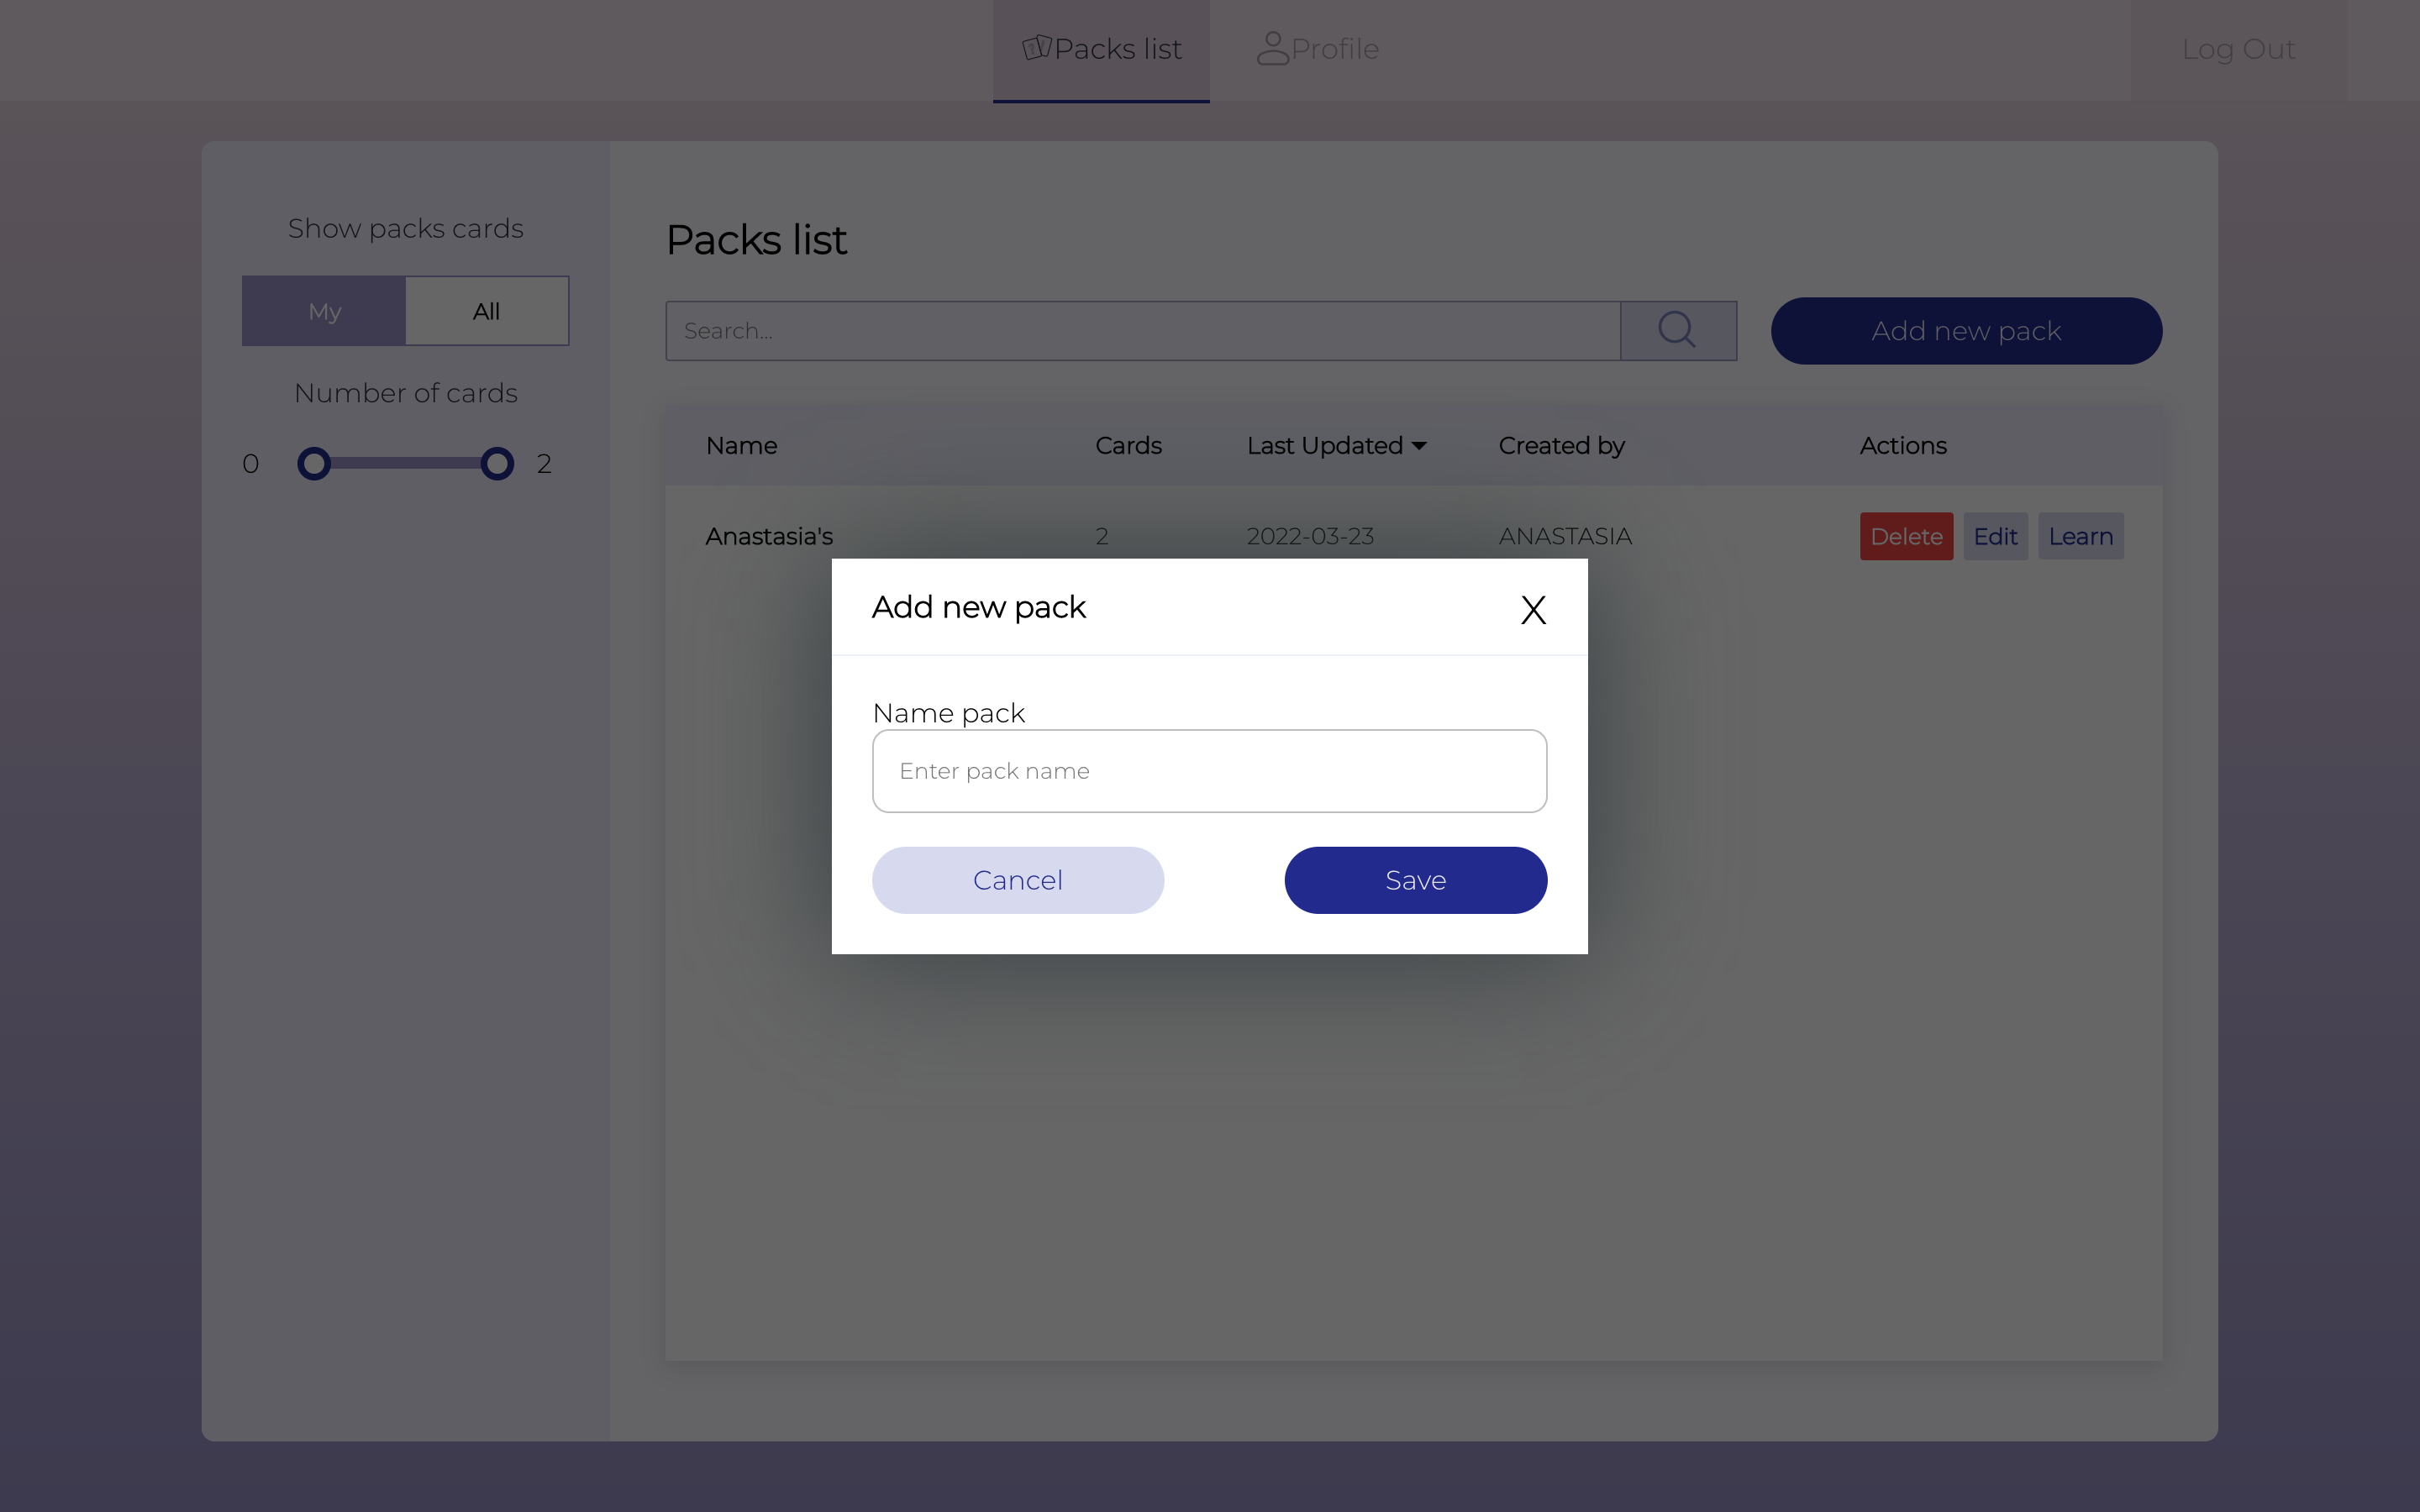 Packs list
Profile
Log Out
Show packs cards
My
All
Number of cards
0
2
Packs list
Search...
Add new pack
Name Cards Last Updated Created by Actions
Anastasia's 2 2022-03-23 ANASTASIA Delete Edit Learn
Add new pack X
Name pack
Enter pack name
Cancel
Save